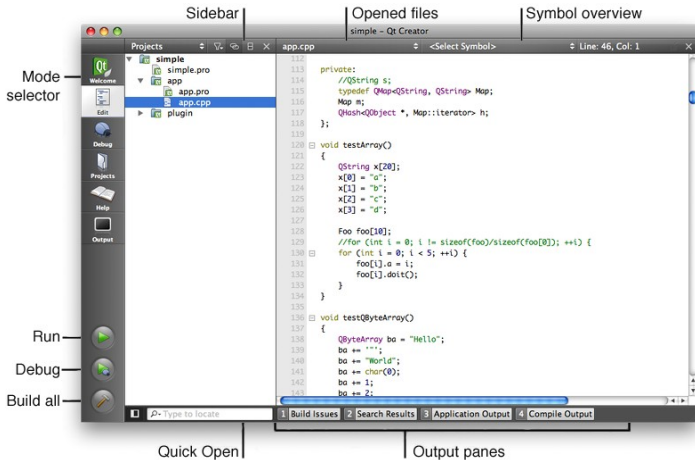 Sidebar
Opened files
Symbol overview
simple – Qt Creator
Projects
app.cpp
<Select Symbol>
Line: 46, Col: 1
Mode selector
Welcome
Edit
Debug
Projects
Help
Output
simple
simple.pro
app
app.pro
app.cpp
plugin
112
113 private:
114 //QString s;
115 typedef QMap<QString, QString> Map;
116 Map m;
117 QHash<QObject *, Map::iterator> h;
118 };
119
120 void testArray()
121 {
122 QString x[20];
123 x[0] = "a";
124 x[1] = "b";
125 x[2] = "c";
126 x[3] = "d";
127
128 Foo foo[10];
129 //for (int i = 0; i != sizeof(foo)/sizeof(foo[0]); ++i) {
130 for (int i = 0; i < 5; ++i) {
131 foo[i].a = i;
132 foo[i].doit();
133 }
134 }
135
136 void testQByteArray()
137 {
138 QByteArray ba = "Hello";
139 ba += '"';
140 ba += "World";
141 ba += char(0);
142 ba += 1;
143 ba += 2;
Run
Debug
Build all
Type to locate
1 Build Issues
2 Search Results
3 Application Output
4 Compile Output
Quick Open
Output panes